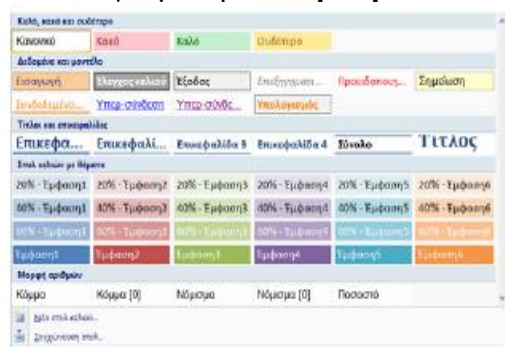 Καλό, κακό και ουδέτερο
Κανονικό Κακό Καλό Ουδέτερο
Δεδομένα και μοντέλο
Εισαγωγή Έλεγχος κελιού Έξοδος Επεξηγηματι... Προειδοποιη... Σημείωση
Συνδεδεμένο... Υπερ-σύνδεση Υπερ-σύνδε... Υπολογισμός
Τίτλοι και επικεφαλίδες
Επικεφα... Επικεφαλί... Επικεφαλίδα 3 Επικεφαλίδα 4 Σύνολο Τίτλος
Στυλ κελιών με θέματα
20% - Έμφαση1 20% - Έμφαση2 20% - Έμφαση3 20% - Έμφαση4 20% - Έμφαση5 20% - Έμφαση6
40% - Έμφαση1 40% - Έμφαση2 40% - Έμφαση3 40% - Έμφαση4 40% - Έμφαση5 40% - Έμφαση6
60% - Έμφαση1 60% - Έμφαση2 60% - Έμφαση3 60% - Έμφαση4 60% - Έμφαση5 60% - Έμφαση6
Έμφαση1 Έμφαση2 Έμφαση3 Έμφαση4 Έμφαση5 Έμφαση6
Μορφή αριθμών
Κόμμα Κόμμα [0] Νόμισμα Νόμισμα [0] Ποσοστό
Νέο στυλ κελιού...
Συγχώνευση στυλ...